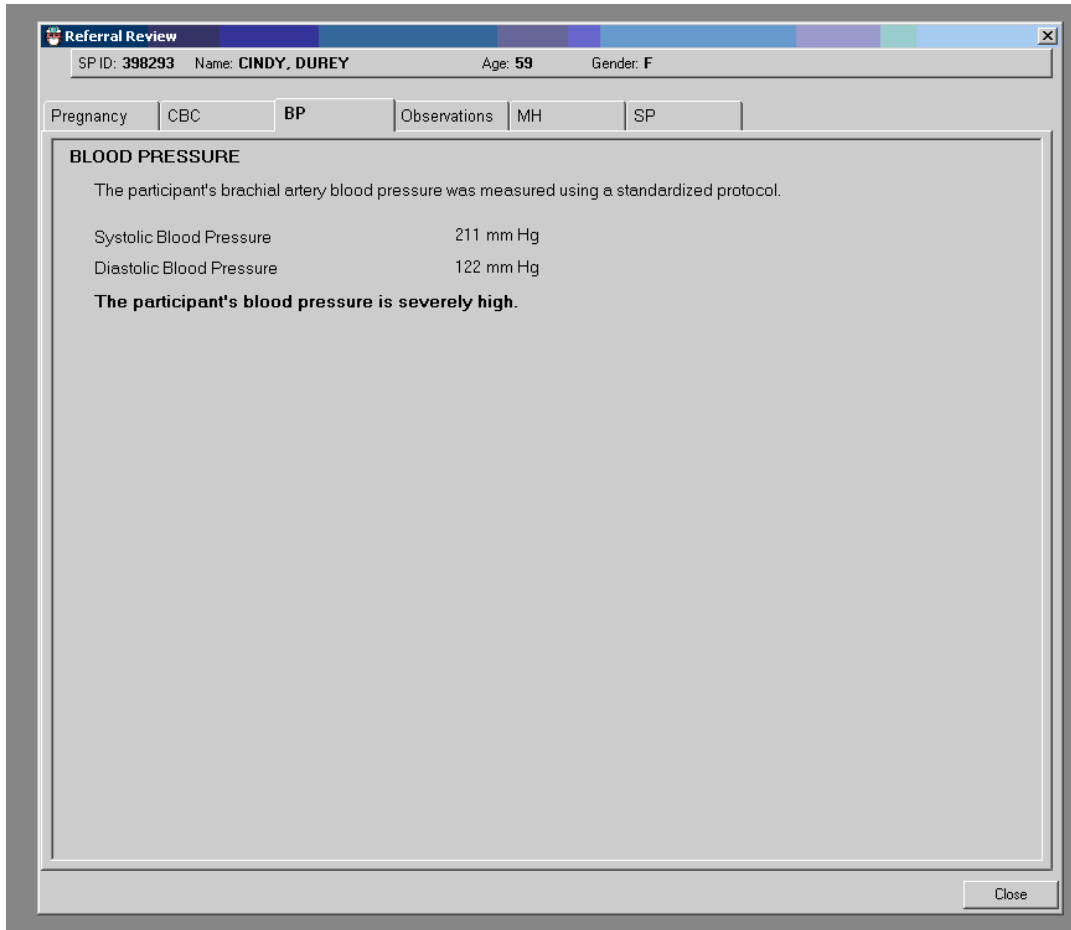 Referral Review
SP ID: 398293 Name: CINDY, DUREY Age: 59 Gender: F
Pregnancy CBC BP Observations MH SP
BLOOD PRESSURE
The participant's brachial artery blood pressure was measured using a standardized protocol.
Systolic Blood Pressure 211 mm Hg
Diastolic Blood Pressure 122 mm Hg
The participant's blood pressure is severely high.
Close